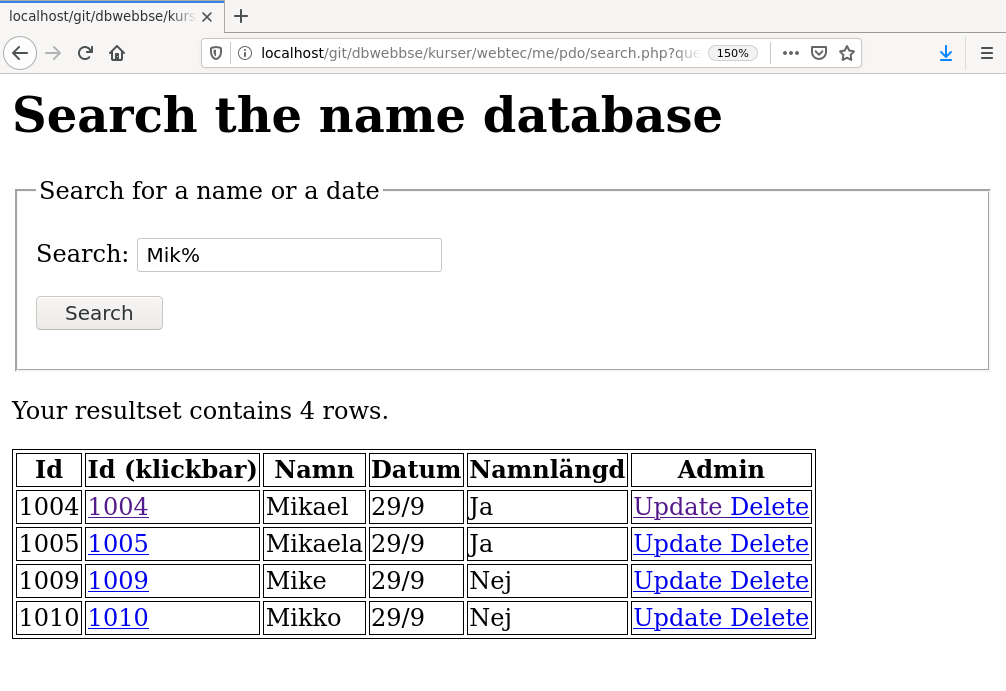 localhost/git/dbwebbse/kurs
localhost/git/dbwebbse/kurser/webtec/me/pdo/search.php?que 150%
Search the name database
Search for a name or a date
Search: Mik%
Search
Your resultset contains 4 rows.
Id Id (klickbar) Namn Datum Namnlängd Admin
1004 1004 Mikael 29/9 Ja Update Delete
1005 1005 Mikaela 29/9 Ja Update Delete
1009 1009 Mike 29/9 Nej Update Delete
1010 1010 Mikko 29/9 Nej Update Delete